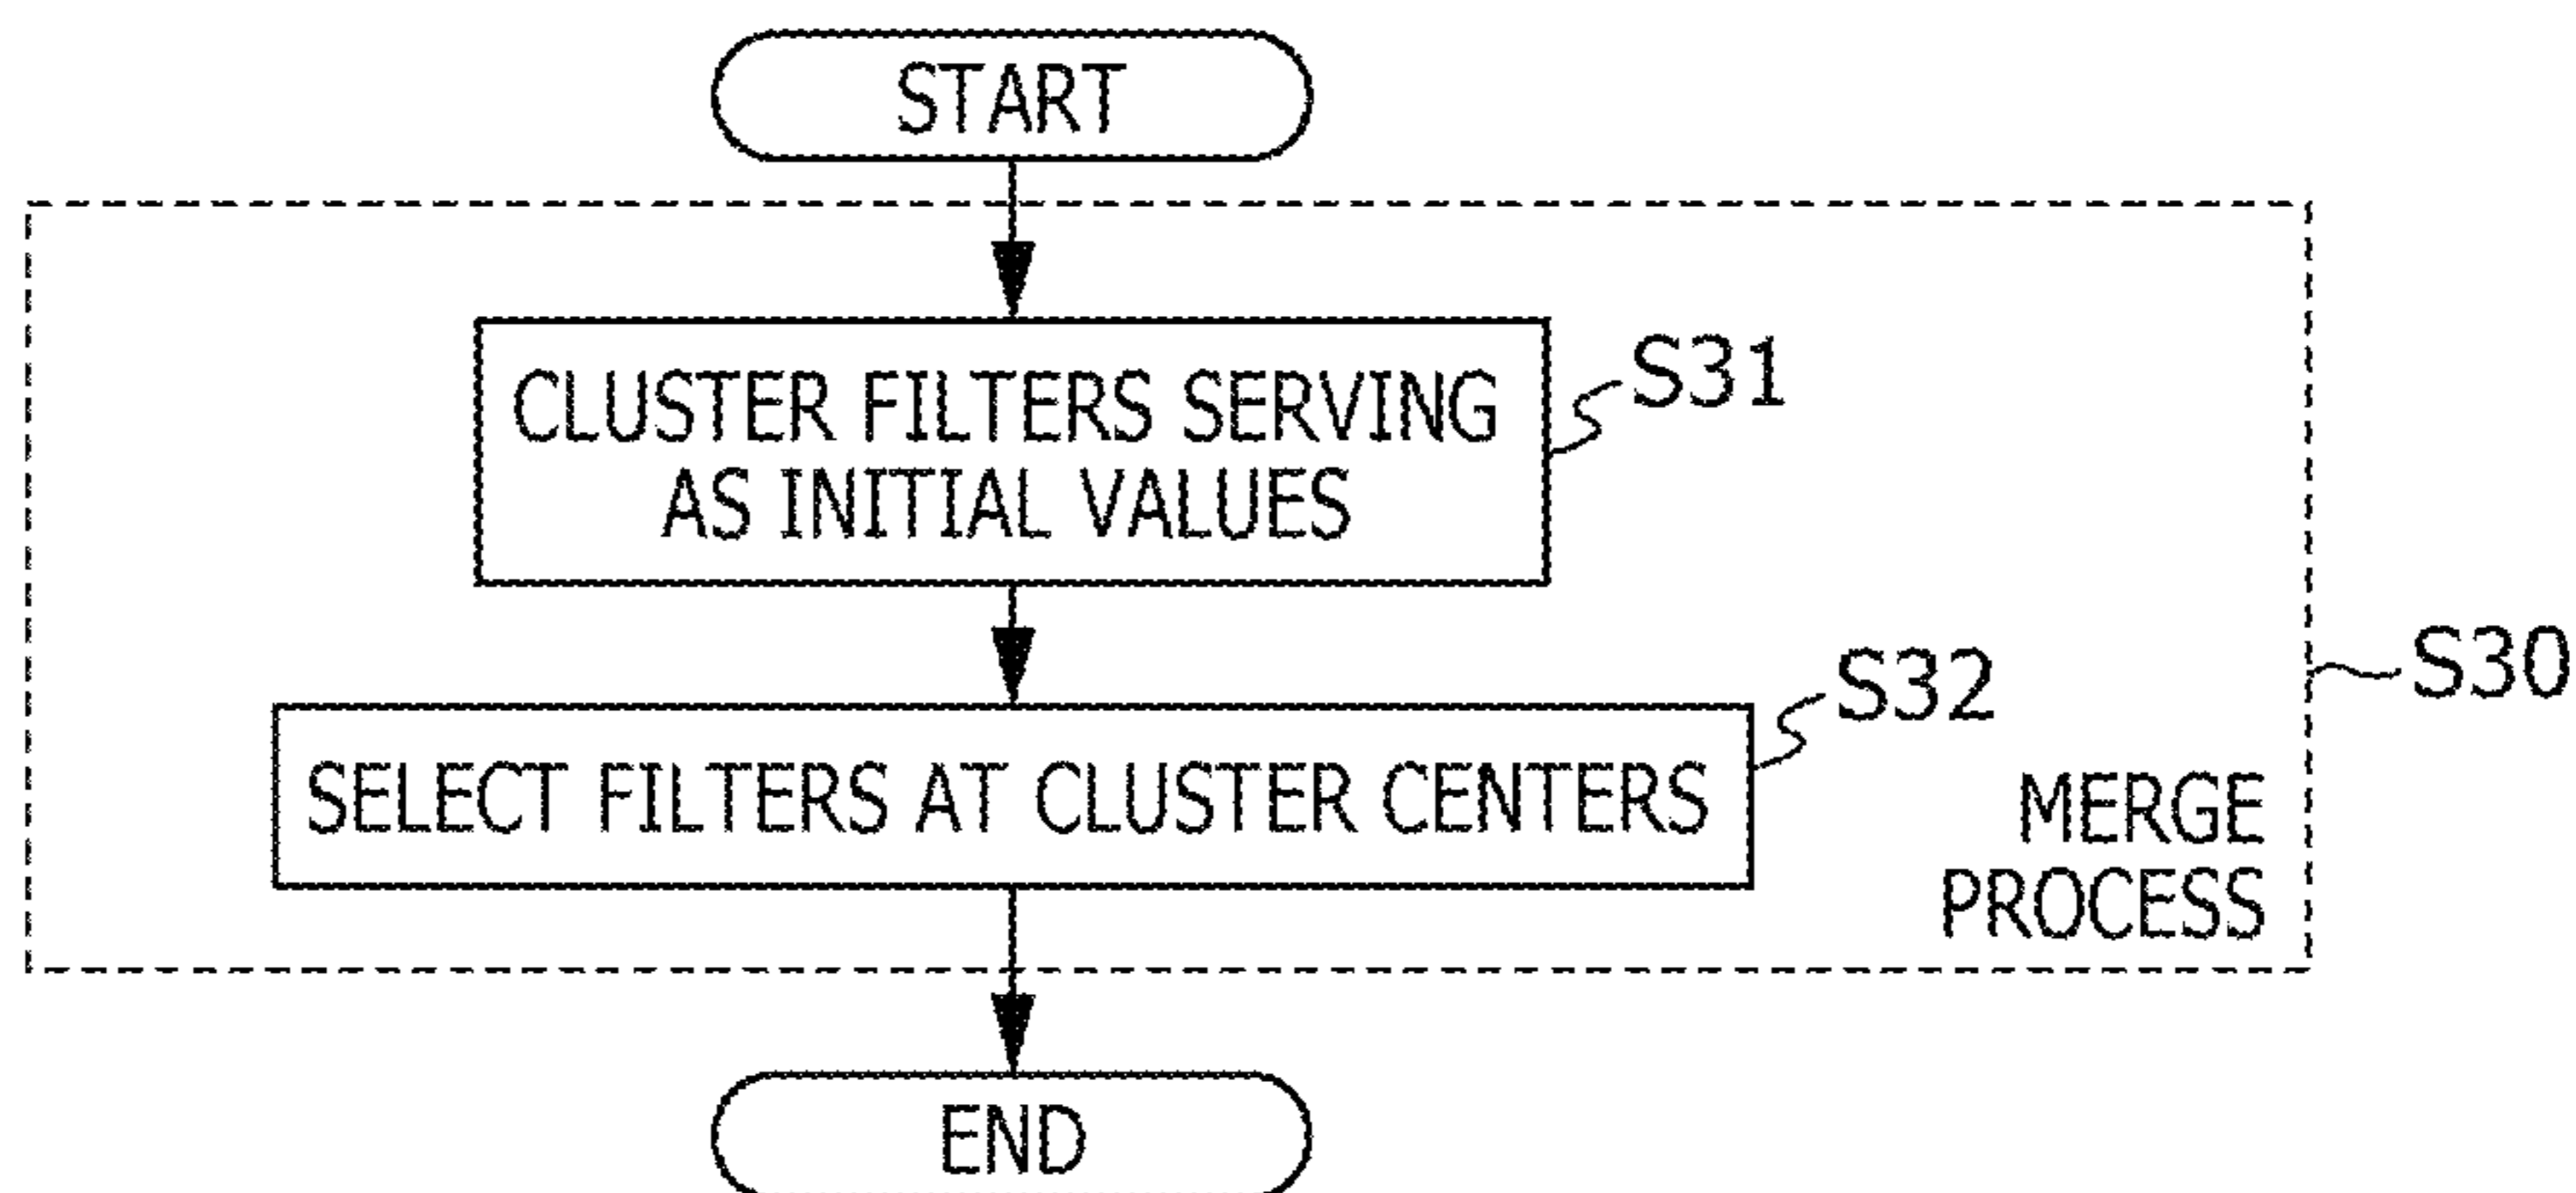 START
CLUSTER FILTERS SERVING
AS INITIAL VALUES
S31
SELECT FILTERS AT CLUSTER CENTERS
S32
S30
MERGE
PROCESS
END